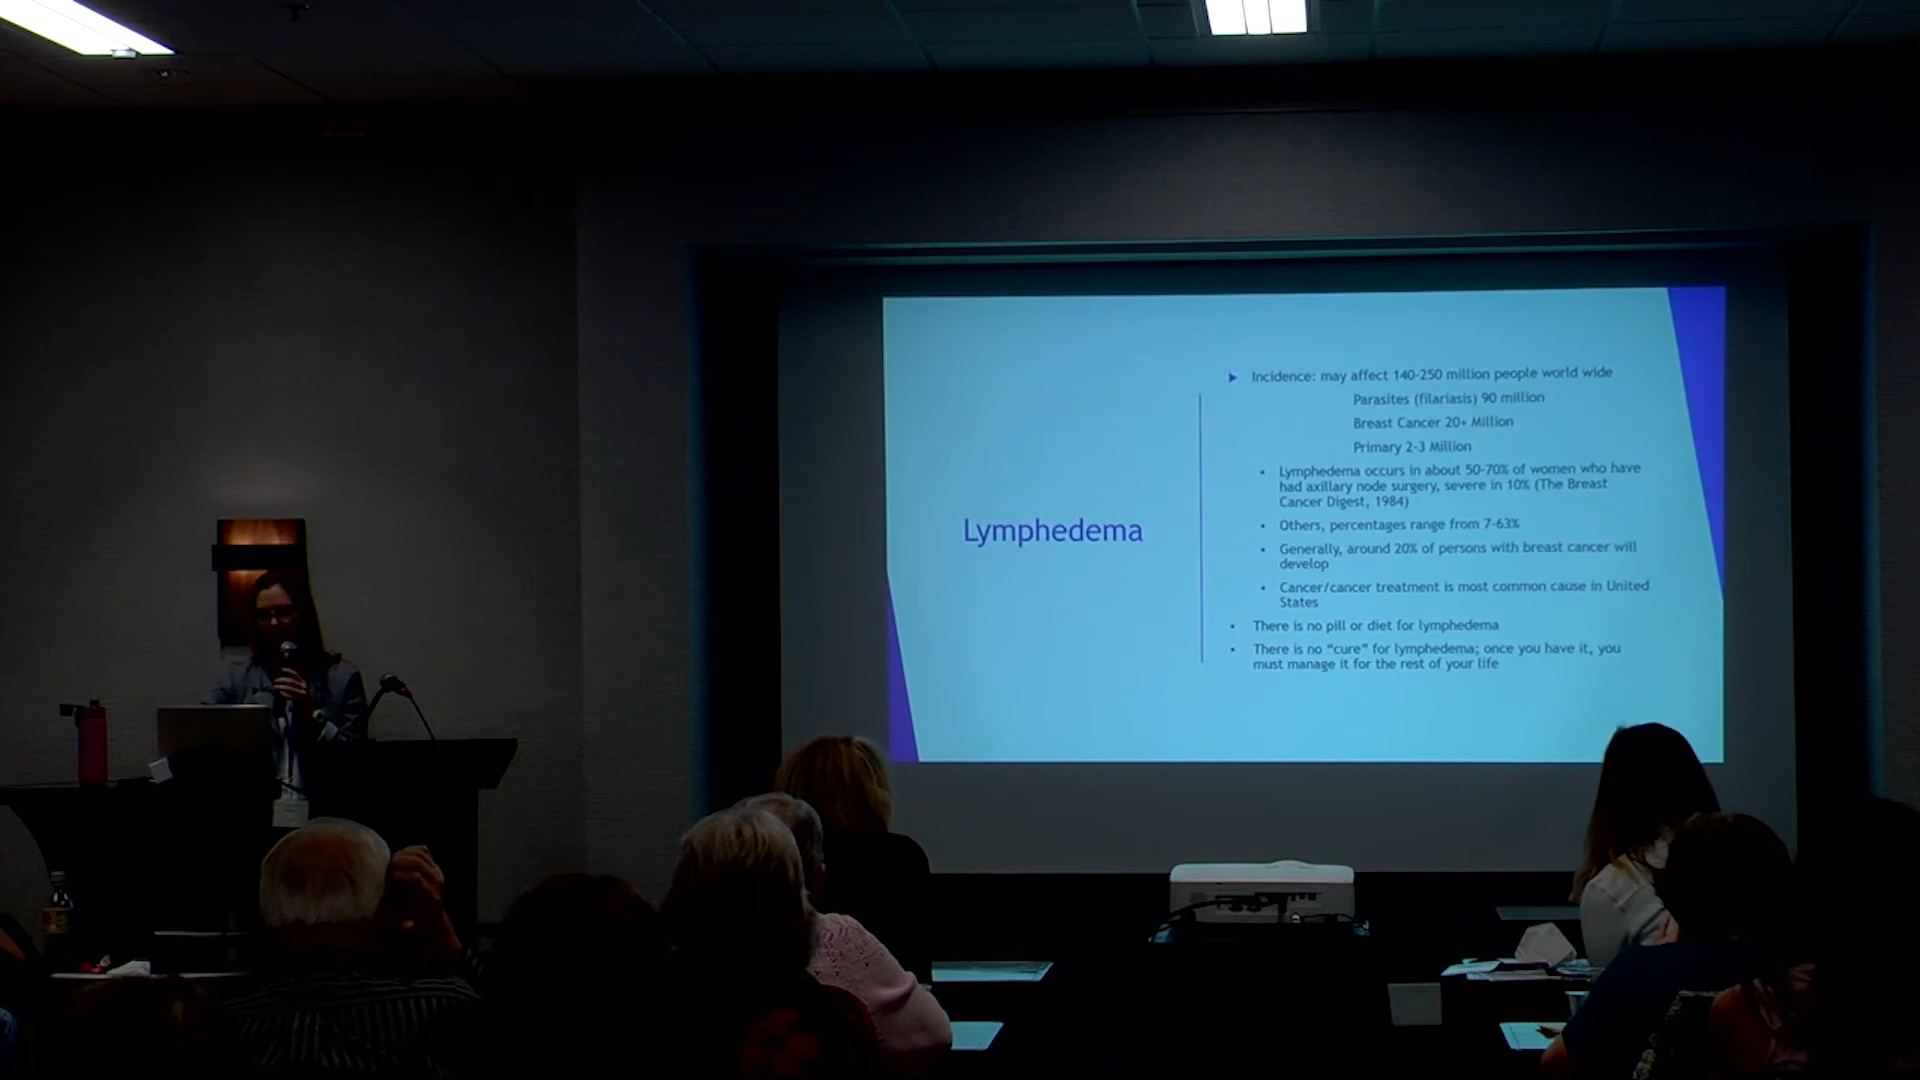 Lymphedema
Incidence: may affect 140-250 million people world wide
Parasites (filariasis) 90 million
Breast Cancer 20+ Million
Primary 2-3 Million
Lymphedema occurs in about 50-70% of women who have
had axillary node surgery, severe in 10% (The Breast
Cancer Digest, 1984)
Others, percentages range from 7-63%
Generally, around 20% of persons with breast cancer will
develop
Cancer/cancer treatment is most common cause in United
States
There is no pill or diet for lymphedema
There is no "cure" for lymphedema; once you have it, you
must manage it for the rest of your life